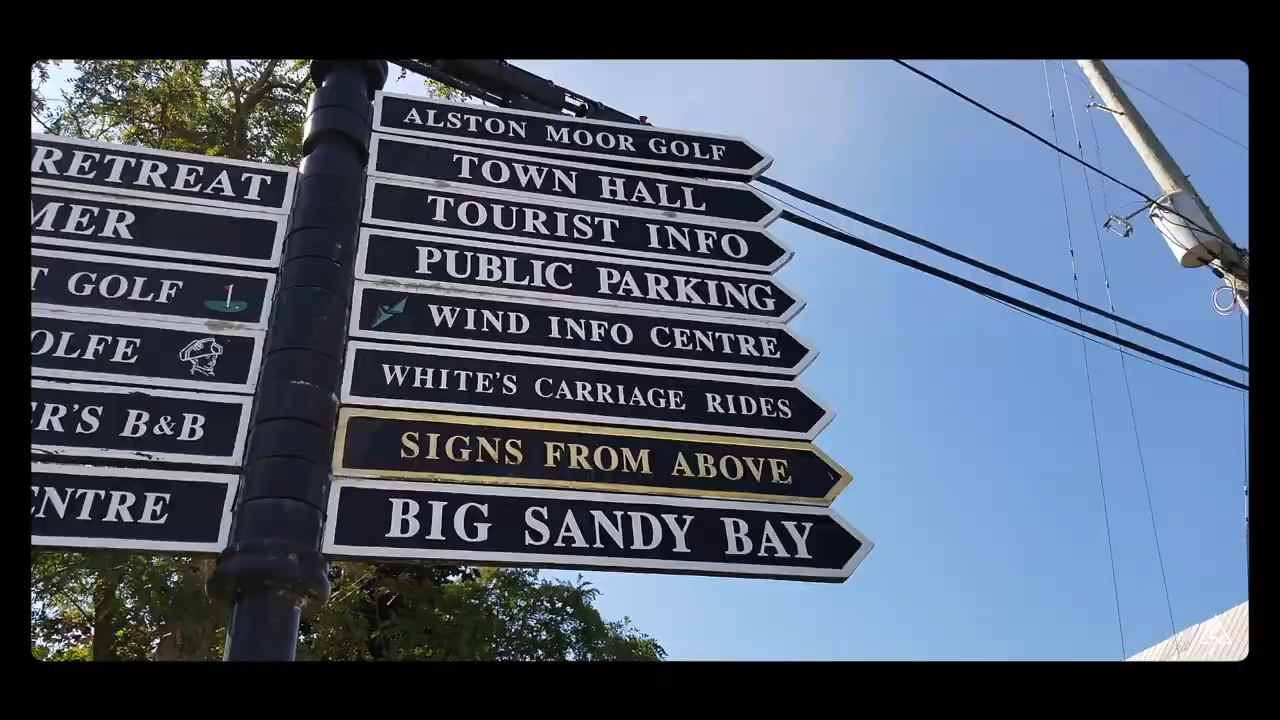 RETREAT
MER
T GOLF
OLFE
ER'S B&B
ENTRE
ALSTON MOOR GOLF
TOWN HALL
TOURIST INFO
PUBLIC PARKING
WIND INFO CENTRE
WHITE'S CARRIAGE RIDES
SIGNS FROM ABOVE
BIG SANDY BAY